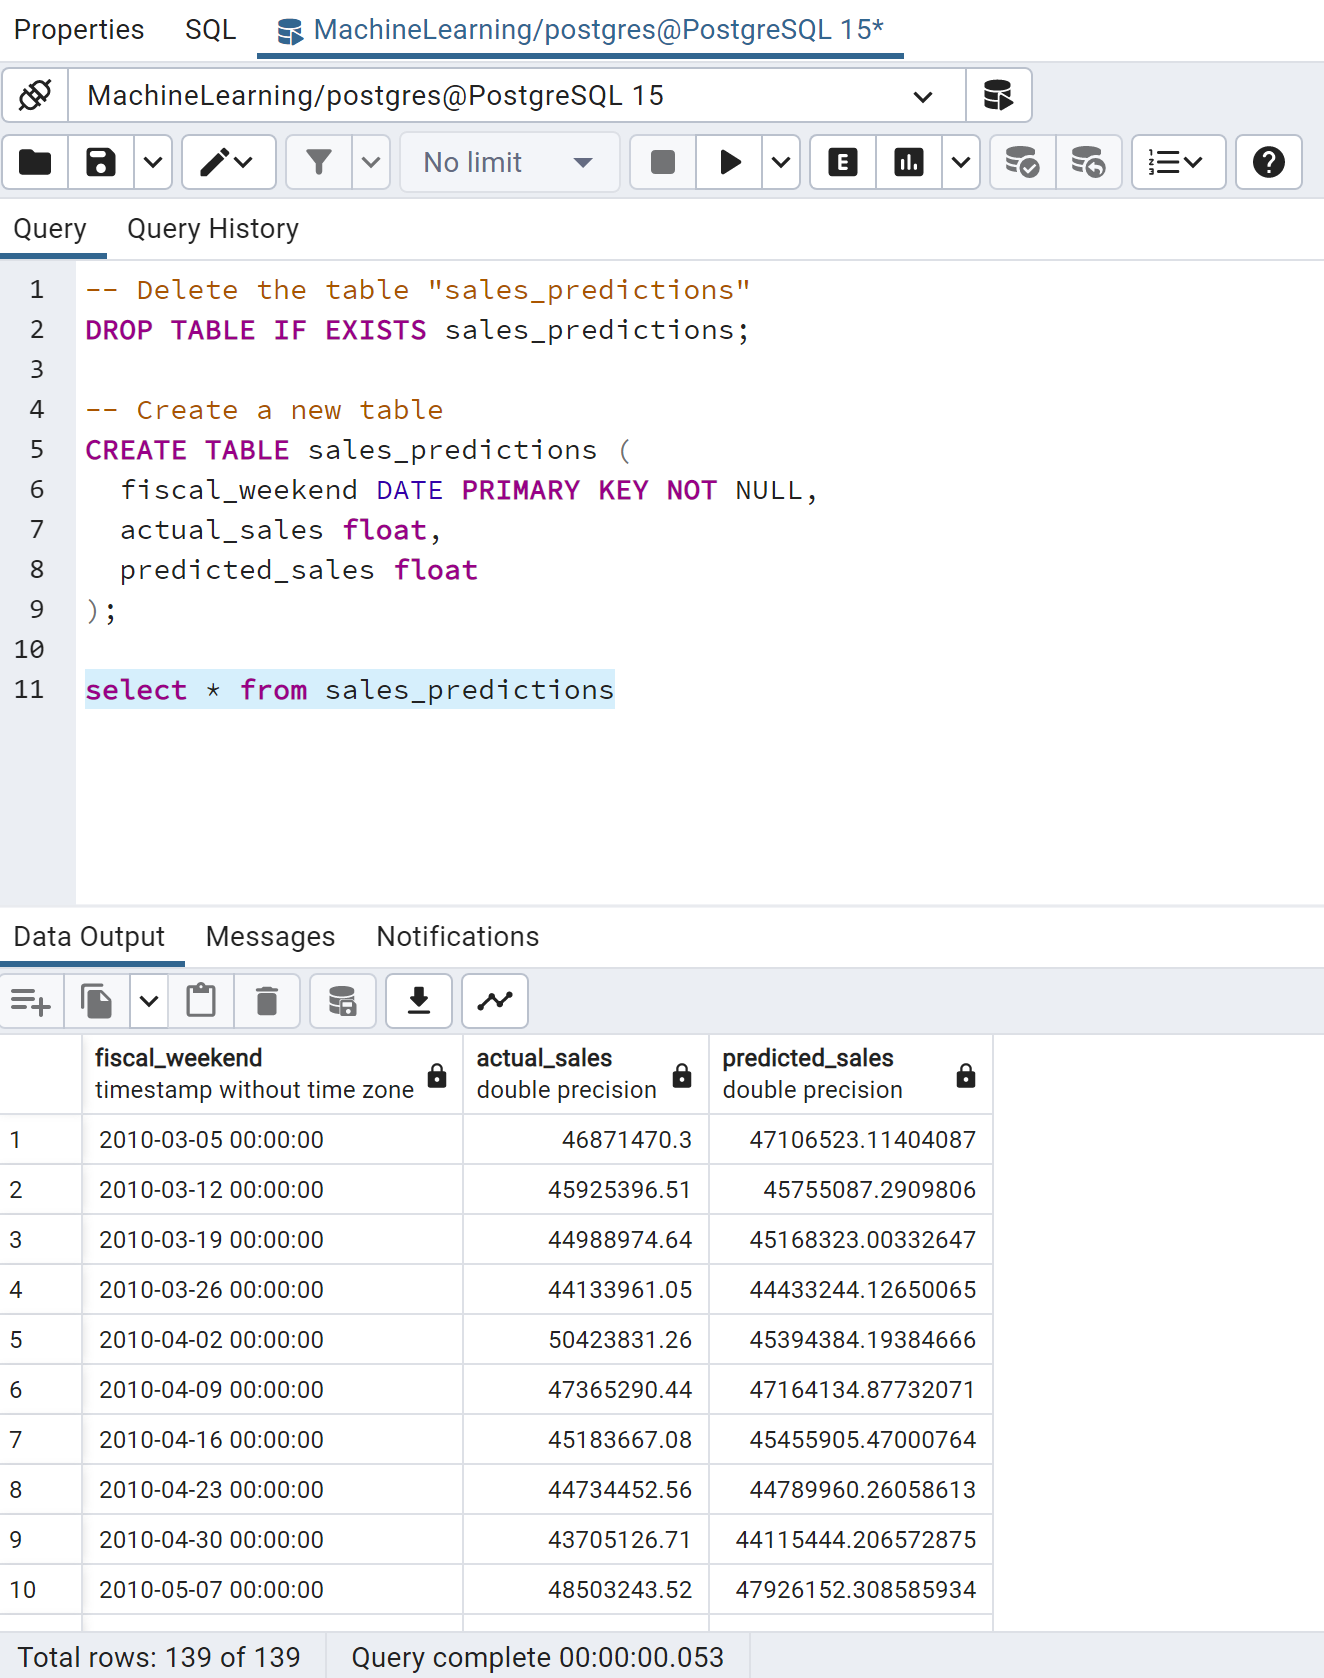 Properties SQL MachineLearning/postgres@PostgreSQL 15*
MachineLearning/postgres@PostgreSQL 15
No limit E 1 2 3 ?
Query Query History
1 -- Delete the table "sales_predictions"
2 DROP TABLE IF EXISTS sales_predictions;
3
4 -- Create a new table
5 CREATE TABLE sales_predictions (
6 fiscal_weekend DATE PRIMARY KEY NOT NULL,
7 actual_sales float,
8 predicted_sales float
9 );
10
11 select * from sales_predictions
Data Output Messages Notifications
fiscal_weekend actual_sales predicted_sales
timestamp without time zone double precision double precision
1 2010-03-05 00:00:00 46871470.3 47106523.11404087
2 2010-03-12 00:00:00 45925396.51 45755087.2909806
3 2010-03-19 00:00:00 44988974.64 45168323.00332647
4 2010-03-26 00:00:00 44133961.05 44433244.12650065
5 2010-04-02 00:00:00 50423831.26 45394384.19384666
6 2010-04-09 00:00:00 47365290.44 47164134.87732071
7 2010-04-16 00:00:00 45183667.08 45455905.47000764
8 2010-04-23 00:00:00 44734452.56 44789960.26058613
9 2010-04-30 00:00:00 43705126.71 44115444.206572875
10 2010-05-07 00:00:00 48503243.52 47926152.308585934
Total rows: 139 of 139 Query complete 00:00:00.053